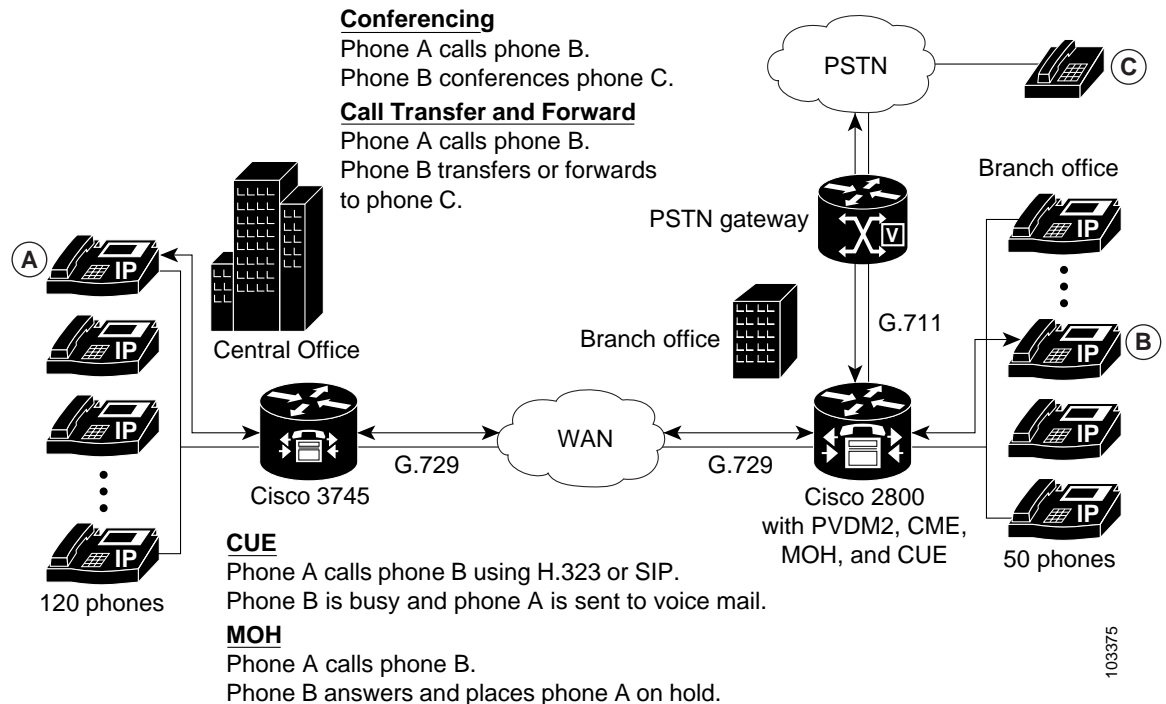 Conferencing
Phone A calls phone B.
Phone B conferences phone C.
Call Transfer and Forward
Phone A calls phone B.
Phone B transfers or forwards
to phone C.
PSTN
C
PSTN gateway
V
Branch office
IP
IP
B
IP
IP
50 phones
A
IP
IP
IP
IP
120 phones
Central Office
Branch office
G.711
Cisco 3745
G.729
WAN
G.729
Cisco 2800
with PVDM2, CME,
MOH, and CUE
CUE
Phone A calls phone B using H.323 or SIP.
Phone B is busy and phone A is sent to voice mail.
MOH
Phone A calls phone B.
Phone B answers and places phone A on hold.
103375